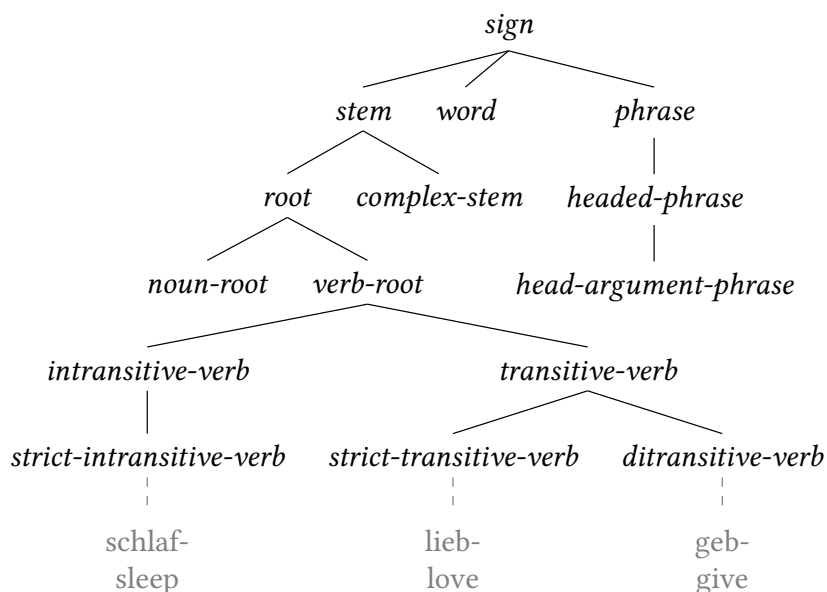 sign
stem word phrase
root complex-stem headed-phrase
noun-root verb-root head-argument-phrase
intransitive-verb transitive-verb
strict-intransitive-verb strict-transitive-verb ditransitive-verb
schlaf- lieb- geb-
sleep love give